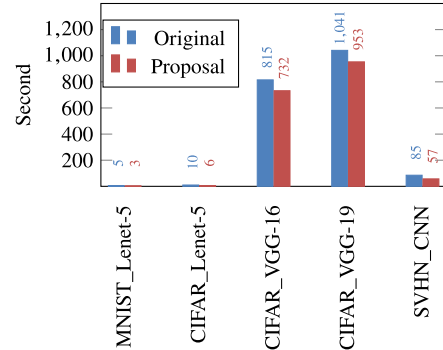 1,200
1,000
800
600
400
200
Second
Original
Proposal
5
3
10
6
815
732
1,041
953
85
57
MNIST_Lenet-5
CIFAR_Lenet-5
CIFAR_VGG-16
CIFAR_VGG-19
SVHN_CNN